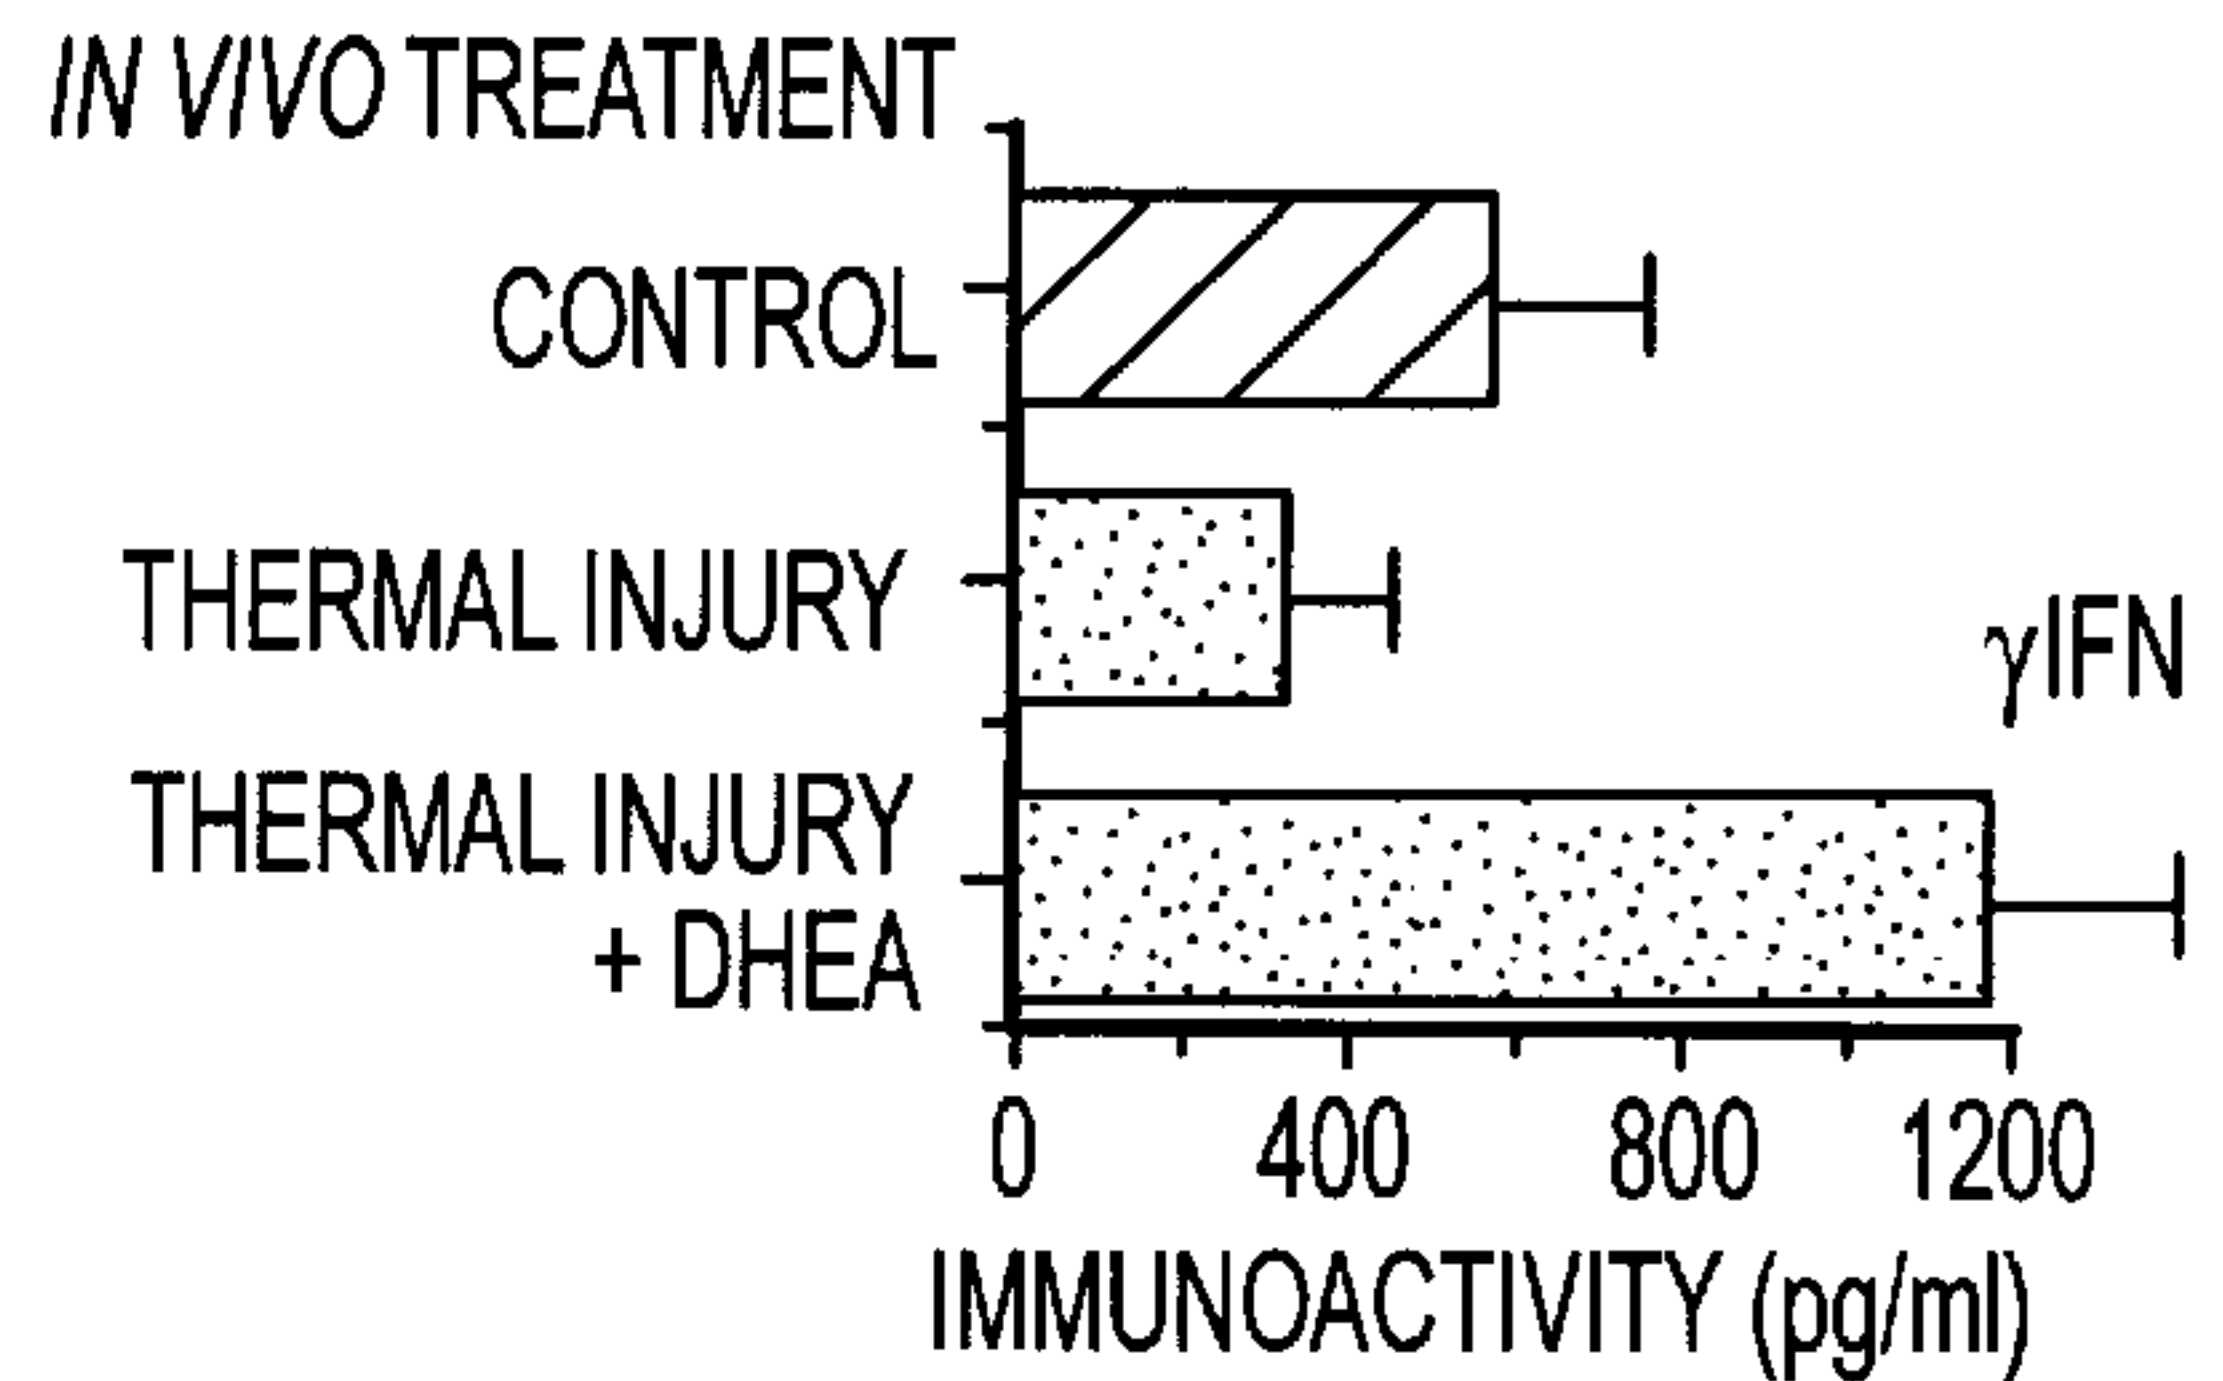 IN VIVO TREATMENT
CONTROL
THERMAL INJURY
γIFN
THERMAL INJURY
+ DHEA
0 400 800 1200
IMMUNOACTIVITY (pg/ml)